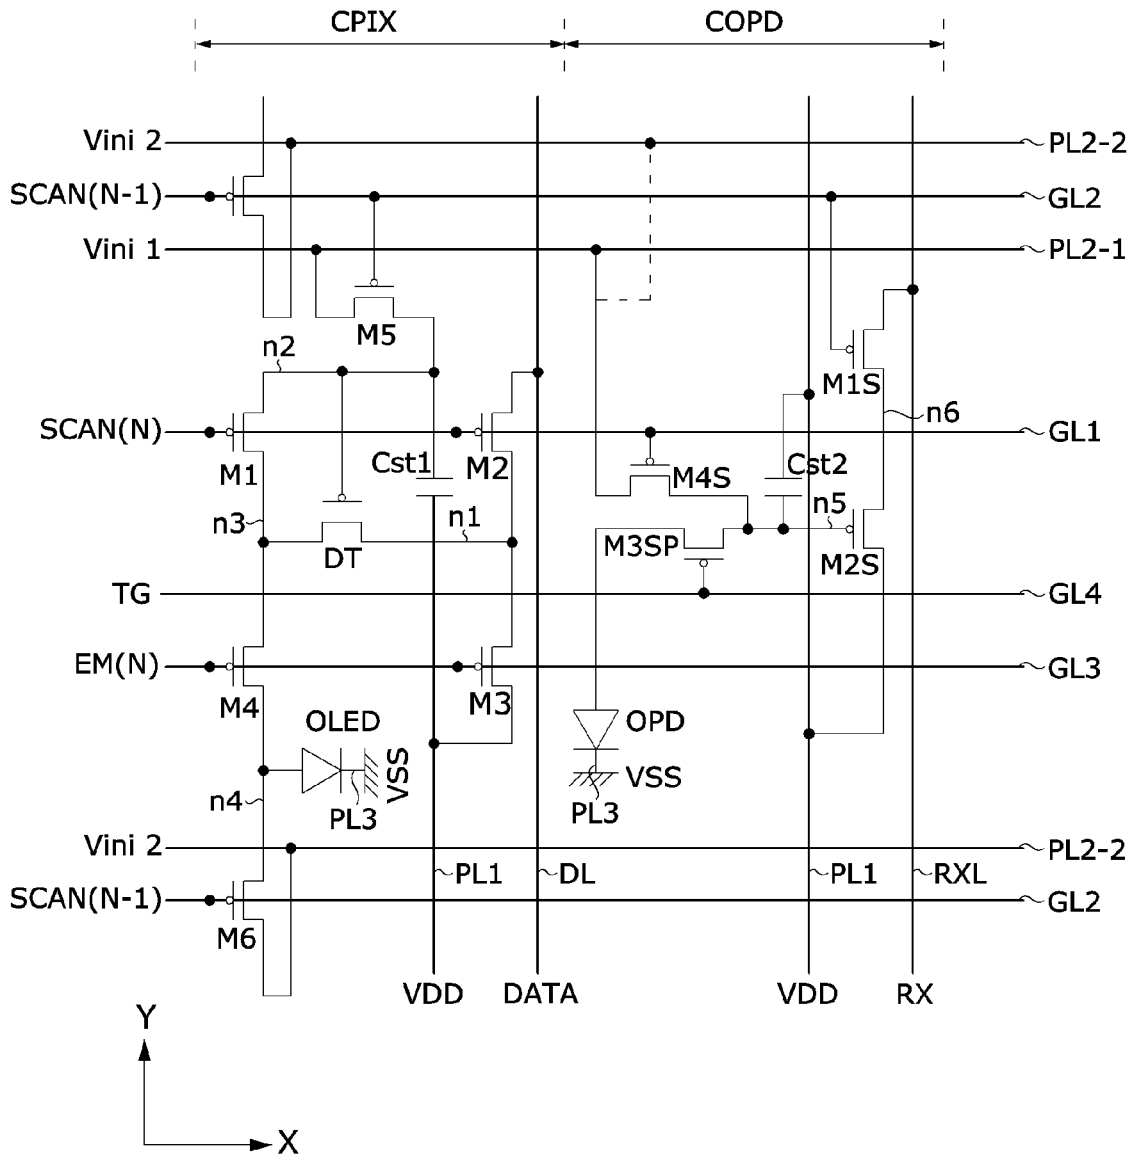 CPIX COPD
Vini 2 PL2-2
SCAN(N-1) GL2
Vini 1 PL2-1
M5
n2
M1S
n6
SCAN(N) GL1
M1 Cst1 M2 M4S Cst2
n3 n1 n5
DT M3SP M2S
TG GL4
EM(N) GL3
M4 M3
OLED OPD
VSS VSS
n4 PL3 PL3
Vini 2 PL2-2
PL1 DL PL1 RXL
SCAN(N-1) GL2
M6
VDD DATA VDD RX
Y
X